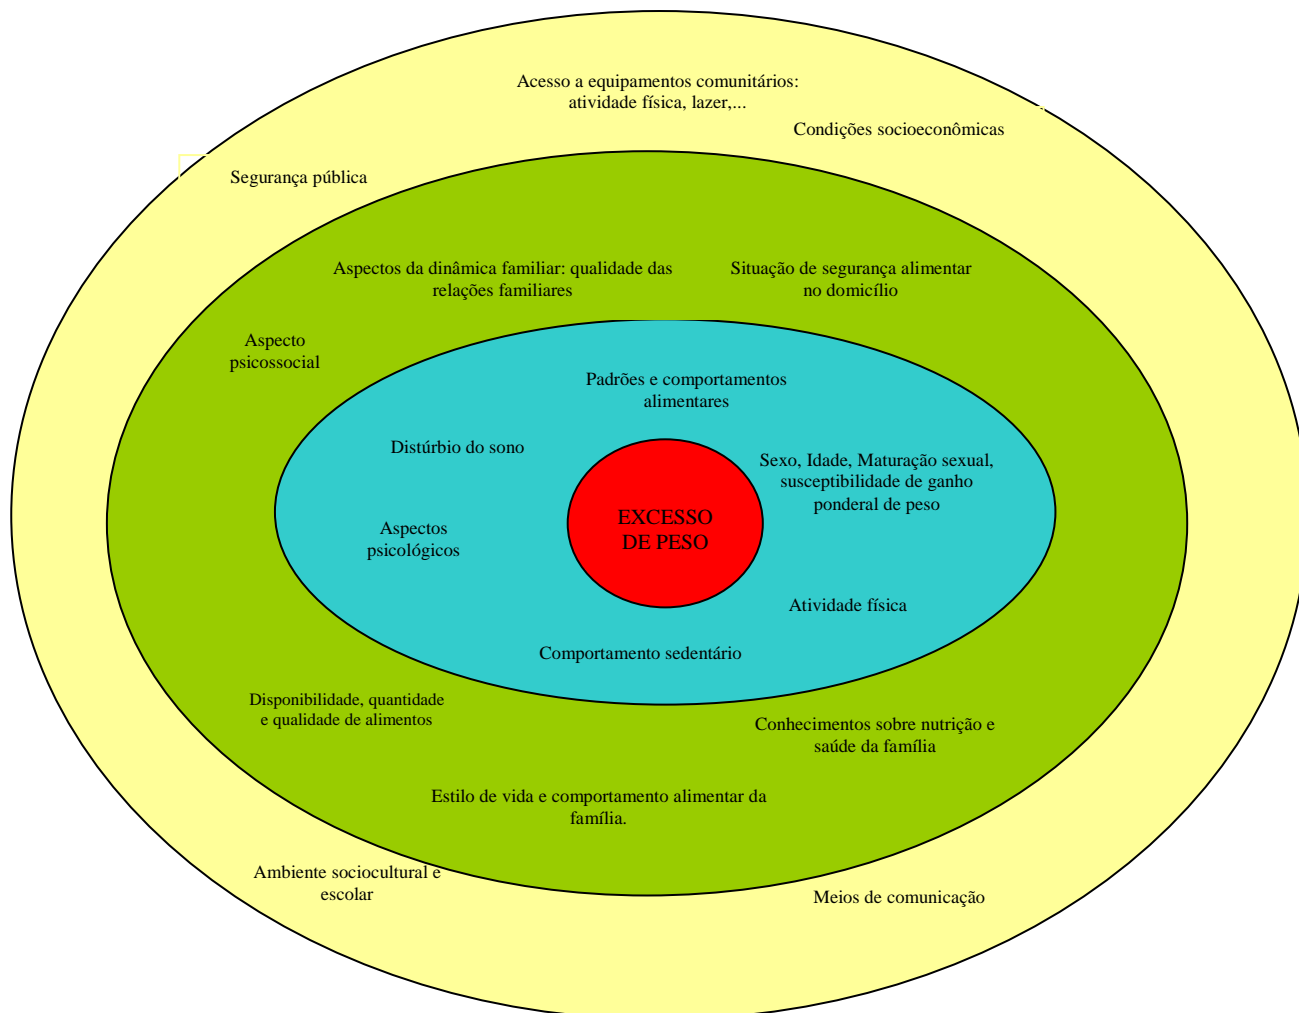 Acesso a equipamentos comunitários:
atividade física, lazer,...
Condições socioeconômicas
Segurança pública
Aspectos da dinâmica familiar: qualidade das
relações familiares
Situação de segurança alimentar
no domicílio
Aspecto
psicossocial
Padrões e comportamentos
alimentares
Distúrbio do sono
Sexo, Idade, Maturação sexual,
susceptibilidade de ganho
ponderal de peso
Aspectos
psicológicos
EXCESSO
DE PESO
Atividade física
Comportamento sedentário
Disponibilidade, quantidade
e qualidade de alimentos
Conhecimentos sobre nutrição e
saúde da família
Estilo de vida e comportamento alimentar da
família.
Ambiente sociocultural e
escolar
Meios de comunicação